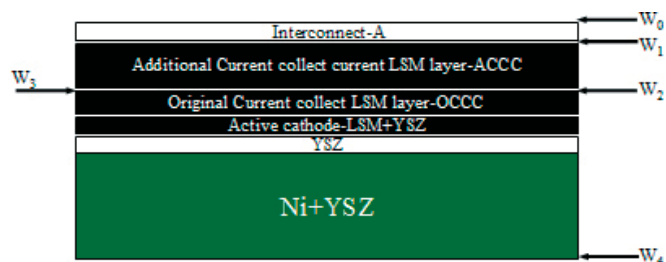 W0
Interconnect-A
W1
Additional Current collect current LSM layer-ACCC
W3
W2
Original Current collect LSM layer-OCCC
Active cathode-LSM+YSZ
YSZ
Ni+YSZ
W4